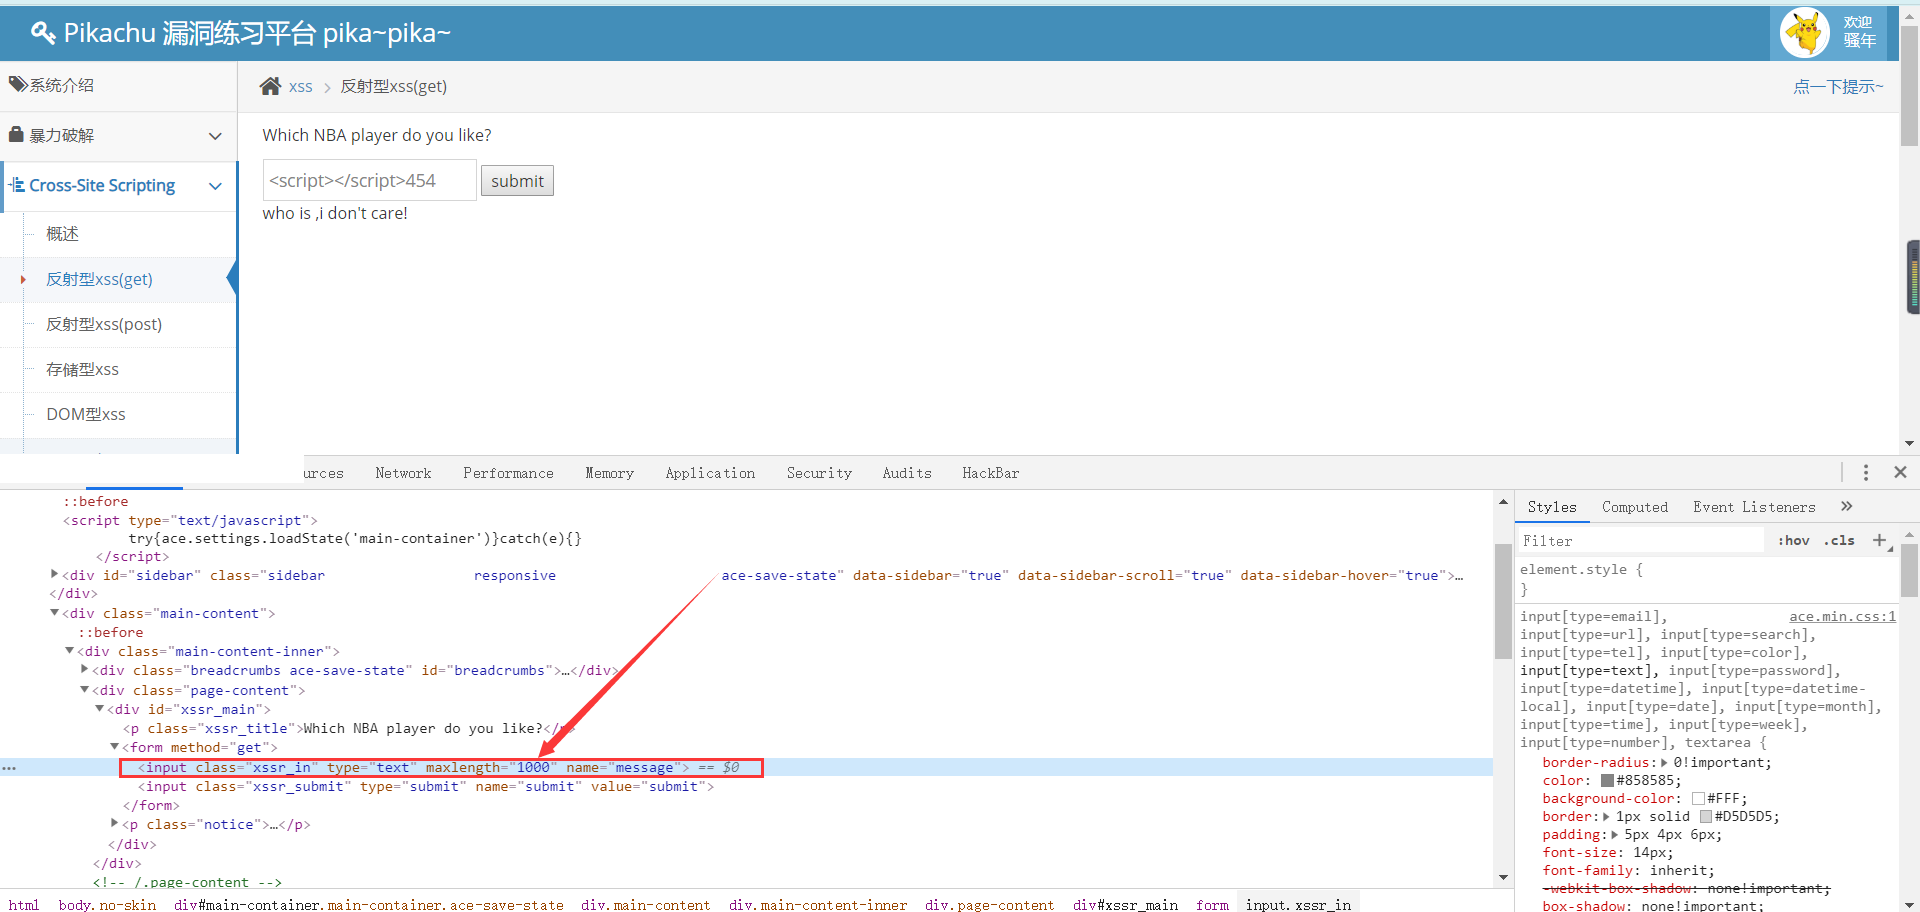 Pikachu 漏洞练习平台 pika~pika~
欢迎
骚年
系统介绍
暴力破解
Cross-Site Scripting
概述
反射型xss(get)
反射型xss(post)
存储型xss
DOM型xss
xss > 反射型xss(get)
点一下提示~
Which NBA player do you like?
<script></script>454 submit
who is ,i don't care!
urces Network Performance Memory Application Security Audits HackBar
::before
<script type="text/javascript">
try{ace.settings.loadState('main-container')}catch(e){}
</script>
<div id="sidebar" class="sidebar responsive ace-save-state" data-sidebar="true" data-sidebar-scroll="true" data-sidebar-hover="true">…
</div>
<div class="main-content">
::before
<div class="main-content-inner">
<div class="breadcrumbs ace-save-state" id="breadcrumbs">…</div>
<div class="page-content">
<div id="xssr_main">
<p class="xssr_title">Which NBA player do you like?</p>
<form method="get">
<input class="xssr_in" type="text" maxlength="1000" name="message"> == $0
<input class="xssr_submit" type="submit" name="submit" value="submit">
</form>
<p class="notice">…</p>
</div>
</div>
<!-- /.page-content -->
html body.no-skin div#main-container.main-container.ace-save-state div.main-content div.main-content-inner div.page-content div#xssr_main form input.xssr_in
Styles Computed Event Listeners »
Filter :hov .cls +
element.style {
}
input[type=email], ace.min.css:1
input[type=url], input[type=search],
input[type=tel], input[type=color],
input[type=text], input[type=password],
input[type=datetime], input[type=datetime-
local], input[type=date], input[type=month],
input[type=time], input[type=week],
input[type=number], textarea {
border-radius: 0!important;
color: #858585;
background-color: #FFF;
border: 1px solid #D5D5D5;
padding: 5px 4px 6px;
font-size: 14px;
font-family: inherit;
-webkit-box-shadow: none!important;
box-shadow: none!important;